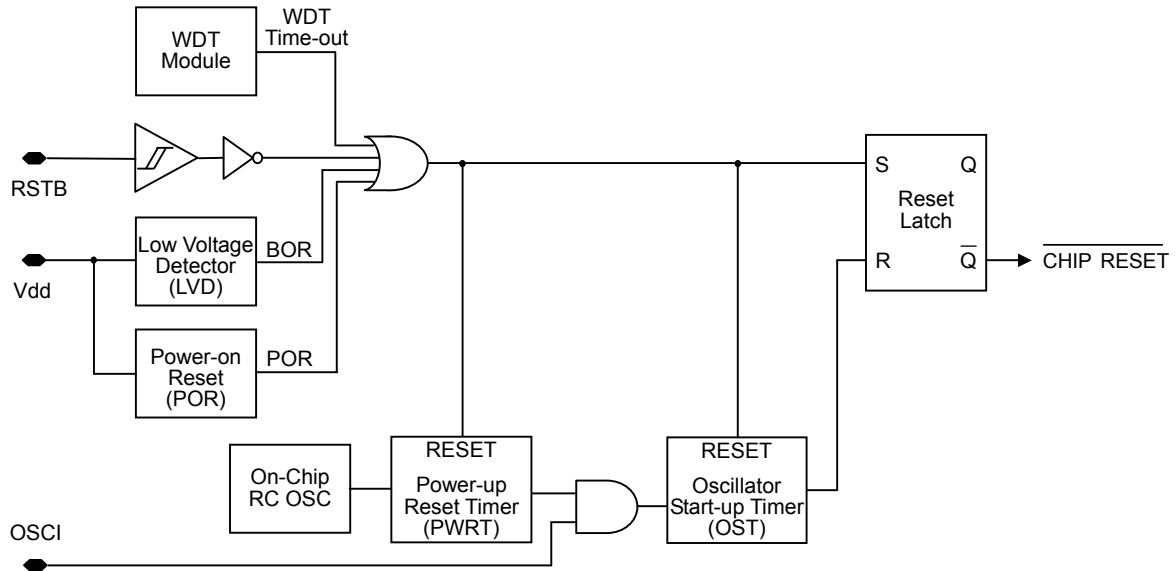 WDT
Module
WDT
Time-out
RSTB
Low Voltage
Detector
(LVD)
BOR
Vdd
Power-on
Reset
(POR)
POR
S
Q
Reset
Latch
R
Q
CHIP RESET
On-Chip
RC OSC
RESET
Power-up
Reset Timer
(PWRT)
RESET
Oscillator
Start-up Timer
(OST)
OSCI